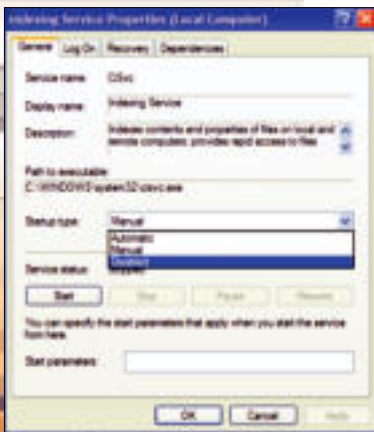 Indexing Service Properties (Local Computer)
General Log On Recovery Dependencies
Service name: CiSvc
Display name: Indexing Service
Description: Indexes contents and properties of files on local and
remote computers; provides rapid access to files
Path to executable:
C:\WINDOWS\system32\cisvc.exe
Startup type: Manual
Automatic
Manual
Disabled
Service status: Stopped
Start Stop Pause Resume
You can specify the start parameters that apply when you start the service
from here.
Start parameters:
OK Cancel Apply